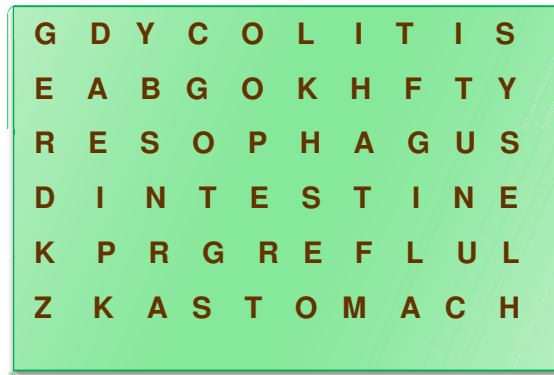 G D Y C O L I T I S
E A B G O K H F T Y
R E S O P H A G U S
D I N T E S T I N E
K P R G R E F L U L
Z K A S T O M A C H